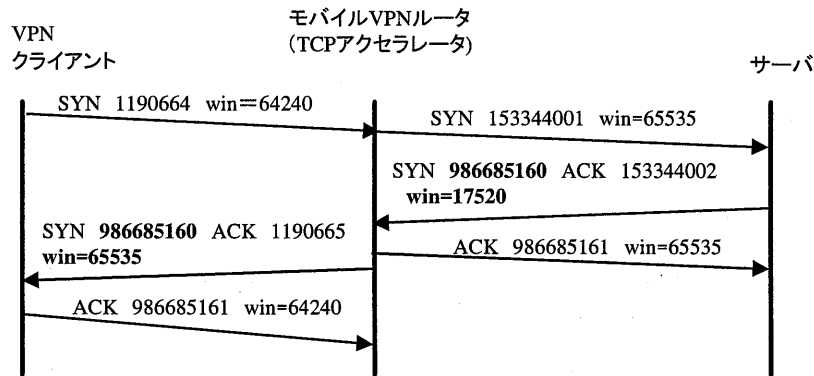 VPN
クライアント
モバイルVPNルータ
(TCPアクセラレータ)
サーバ
SYN 1190664 win=64240
SYN 153344001 win=65535
SYN 986685160 ACK 153344002
win=17520
SYN 986685160 ACK 1190665
win=65535
ACK 986685161 win=65535
ACK 986685161 win=64240